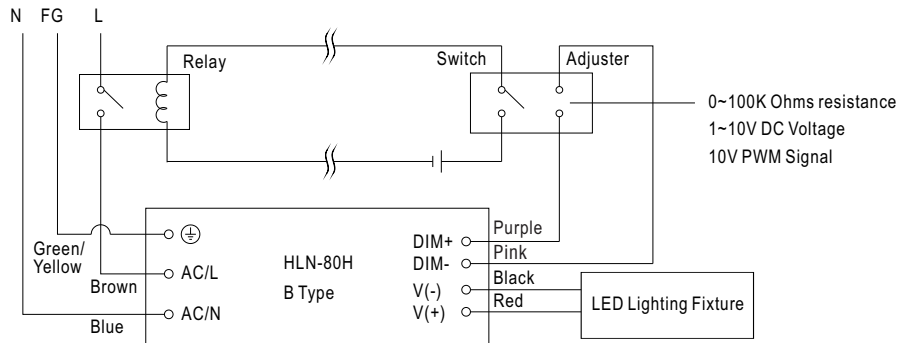 N FG L
Relay
Switch
Adjuster
0~100K Ohms resistance
1~10V DC Voltage
10V PWM Signal
Green/
Yellow
Brown
AC/L
Blue
AC/N
HLN-80H
B Type
DIM+
Purple
DIM-
Pink
V(-)
Black
V(+)
Red
LED Lighting Fixture